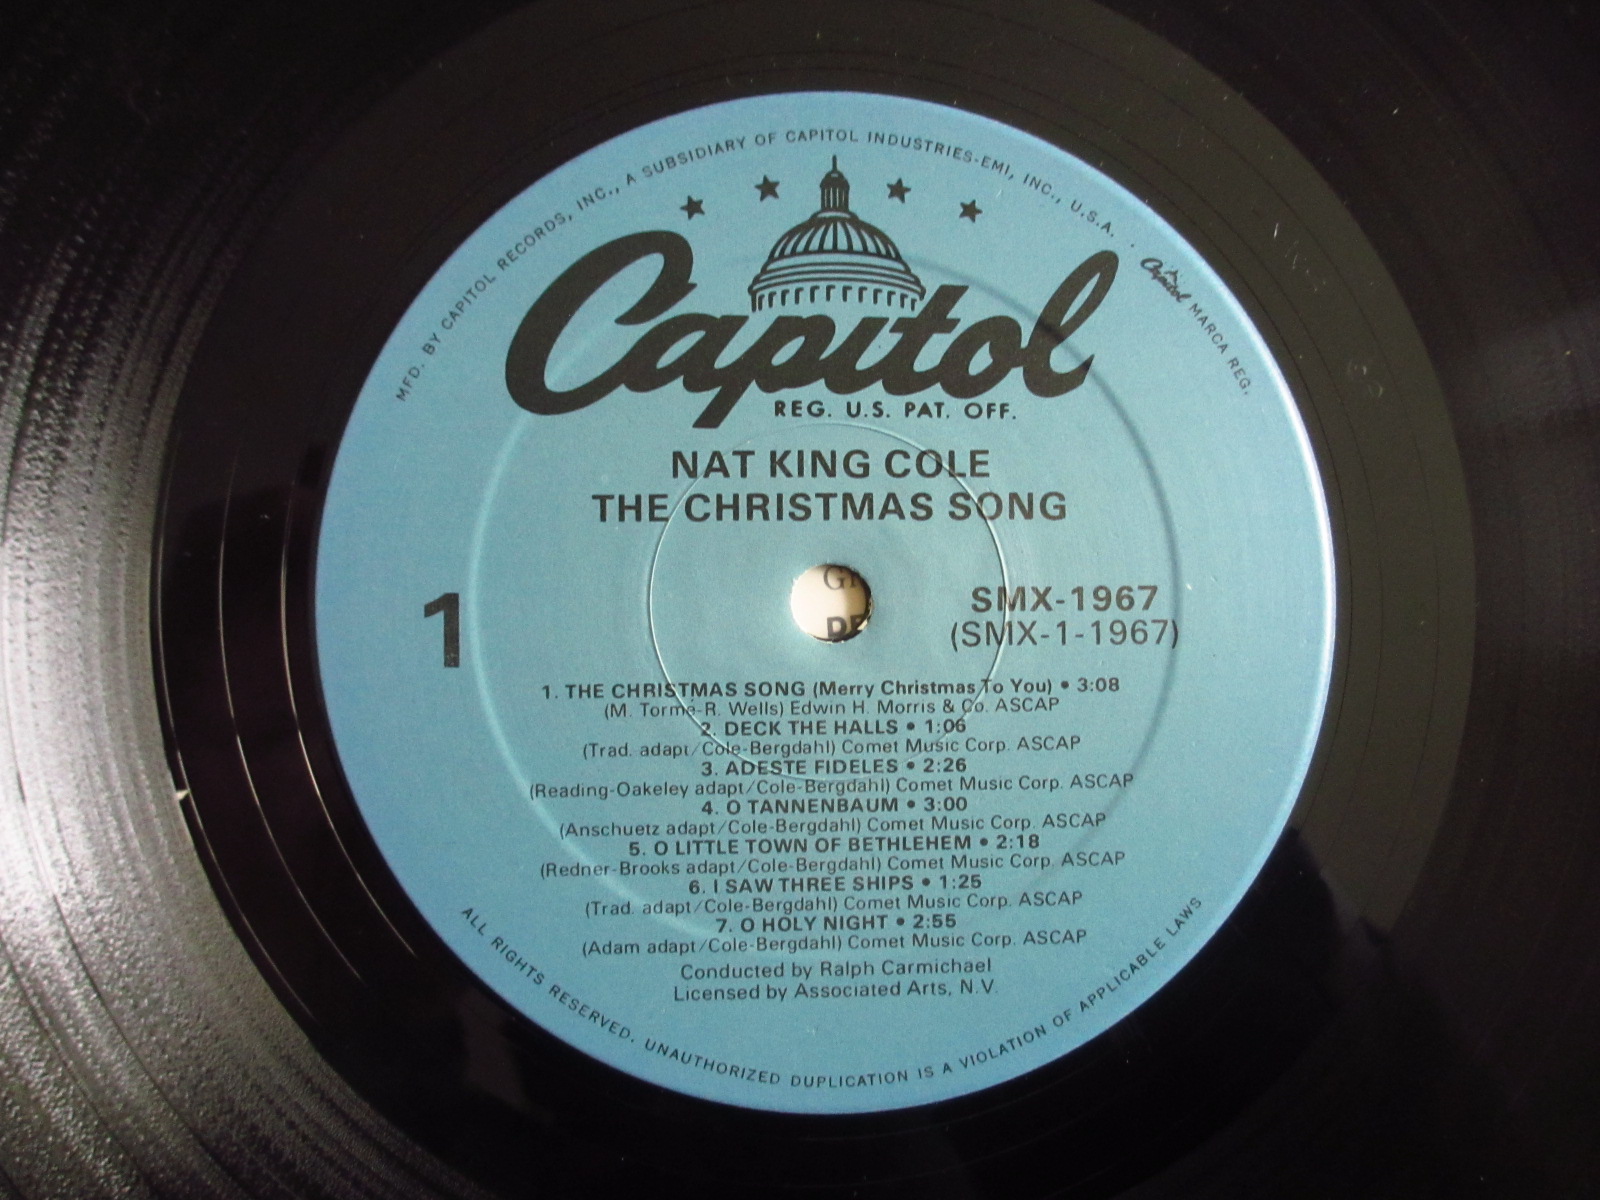 MFD. BY CAPITOL RECORDS, INC., A SUBSIDIARY OF CAPITOL INDUSTRIES-EMI, INC., U.S.A. · Capitol MARCA REG.
Capitol
REG. U.S. PAT. OFF.
NAT KING COLE
THE CHRISTMAS SONG
1
SMX-1967
(SMX-1-1967)
1. THE CHRISTMAS SONG (Merry Christmas To You) • 3:08
(M. Torme-R. Wells) Edwin H. Morris & Co. ASCAP
2. DECK THE HALLS • 1:06
(Trad. adapt/Cole-Bergdahl) Comet Music Corp. ASCAP
3. ADESTE FIDELES • 2:26
(Reading-Oakeley adapt/Cole-Bergdahl) Comet Music Corp. ASCAP
4. O TANNENBAUM • 3:00
(Anschuetz adapt/Cole-Bergdahl) Comet Music Corp. ASCAP
5. O LITTLE TOWN OF BETHLEHEM • 2:18
(Redner-Brooks adapt/Cole-Bergdahl) Comet Music Corp. ASCAP
6. I SAW THREE SHIPS • 1:25
(Trad. adapt/Cole-Bergdahl) Comet Music Corp. ASCAP
7. O HOLY NIGHT • 2:55
(Adam adapt/Cole-Bergdahl) Comet Music Corp. ASCAP
Conducted by Ralph Carmichael
Licensed by Associated Arts, N.V.
ALL RIGHTS RESERVED. UNAUTHORIZED DUPLICATION IS A VIOLATION OF APPLICABLE LAWS